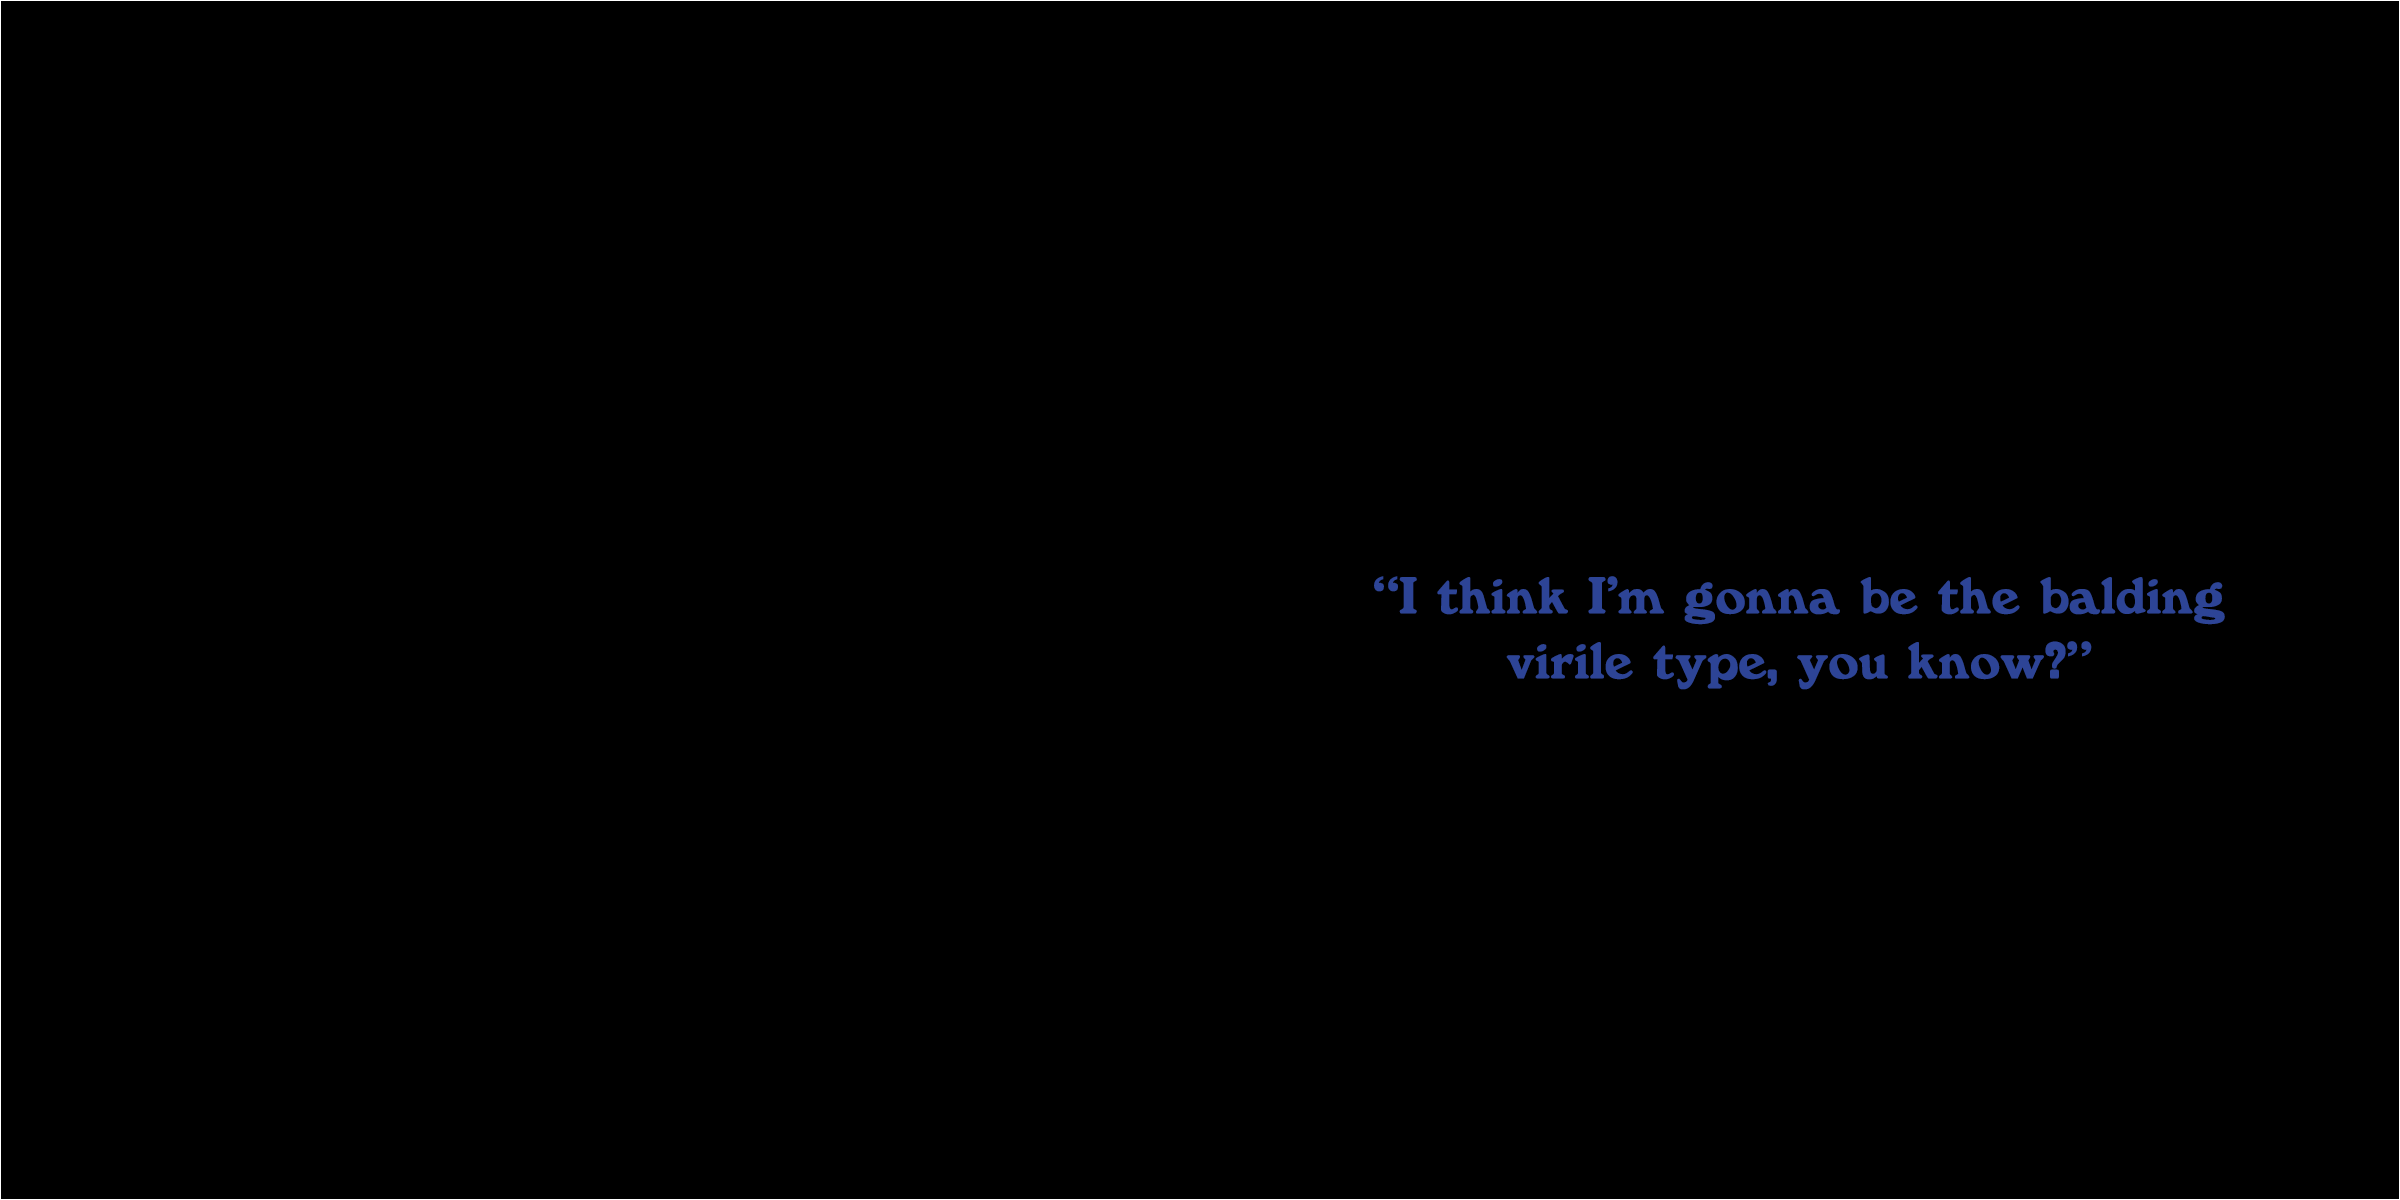 “I think I’m gonna be the balding
virile type, you know?”